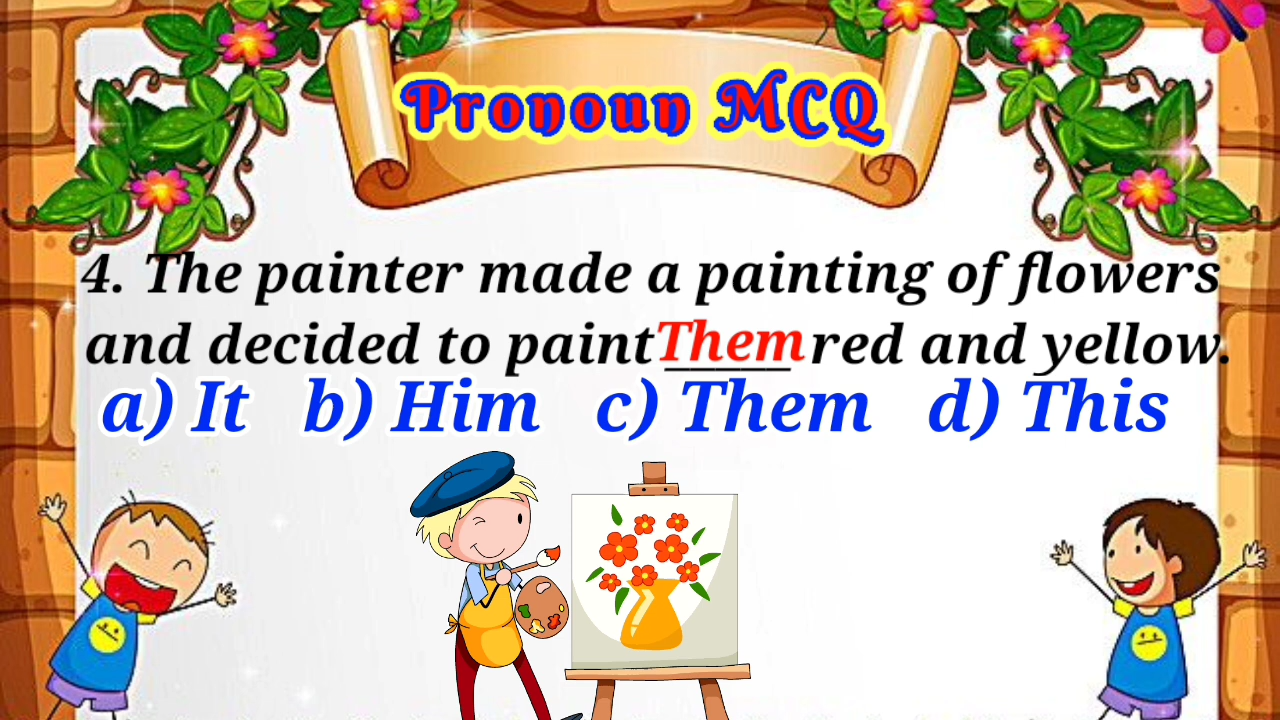 Pronoun MCQ
4. The painter made a painting of flowers
and decided to paint Them red and yellow.
a) It b) Him c) Them d) This